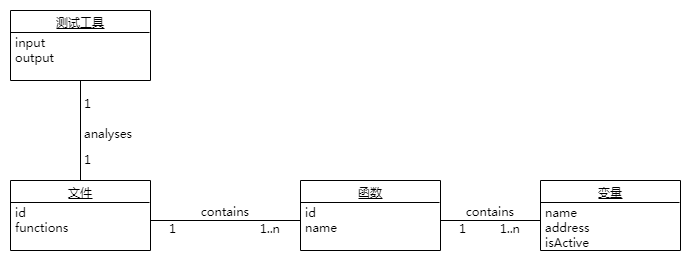 测试工具
input
output
1
analyses
1
文件
id
functions
contains
1 1..n
函数
id
name
contains
1 1..n
变量
name
address
isActive